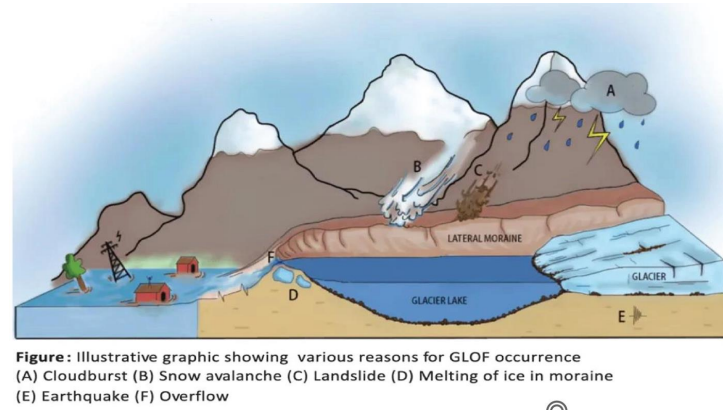 A
B
C
LATERAL MORAINE
F
GLACIER
D
GLACIER LAKE
E
Figure: Illustrative graphic showing various reasons for GLOF occurrence
(A) Cloudburst (B) Snow avalanche (C) Landslide (D) Melting of ice in moraine
(E) Earthquake (F) Overflow